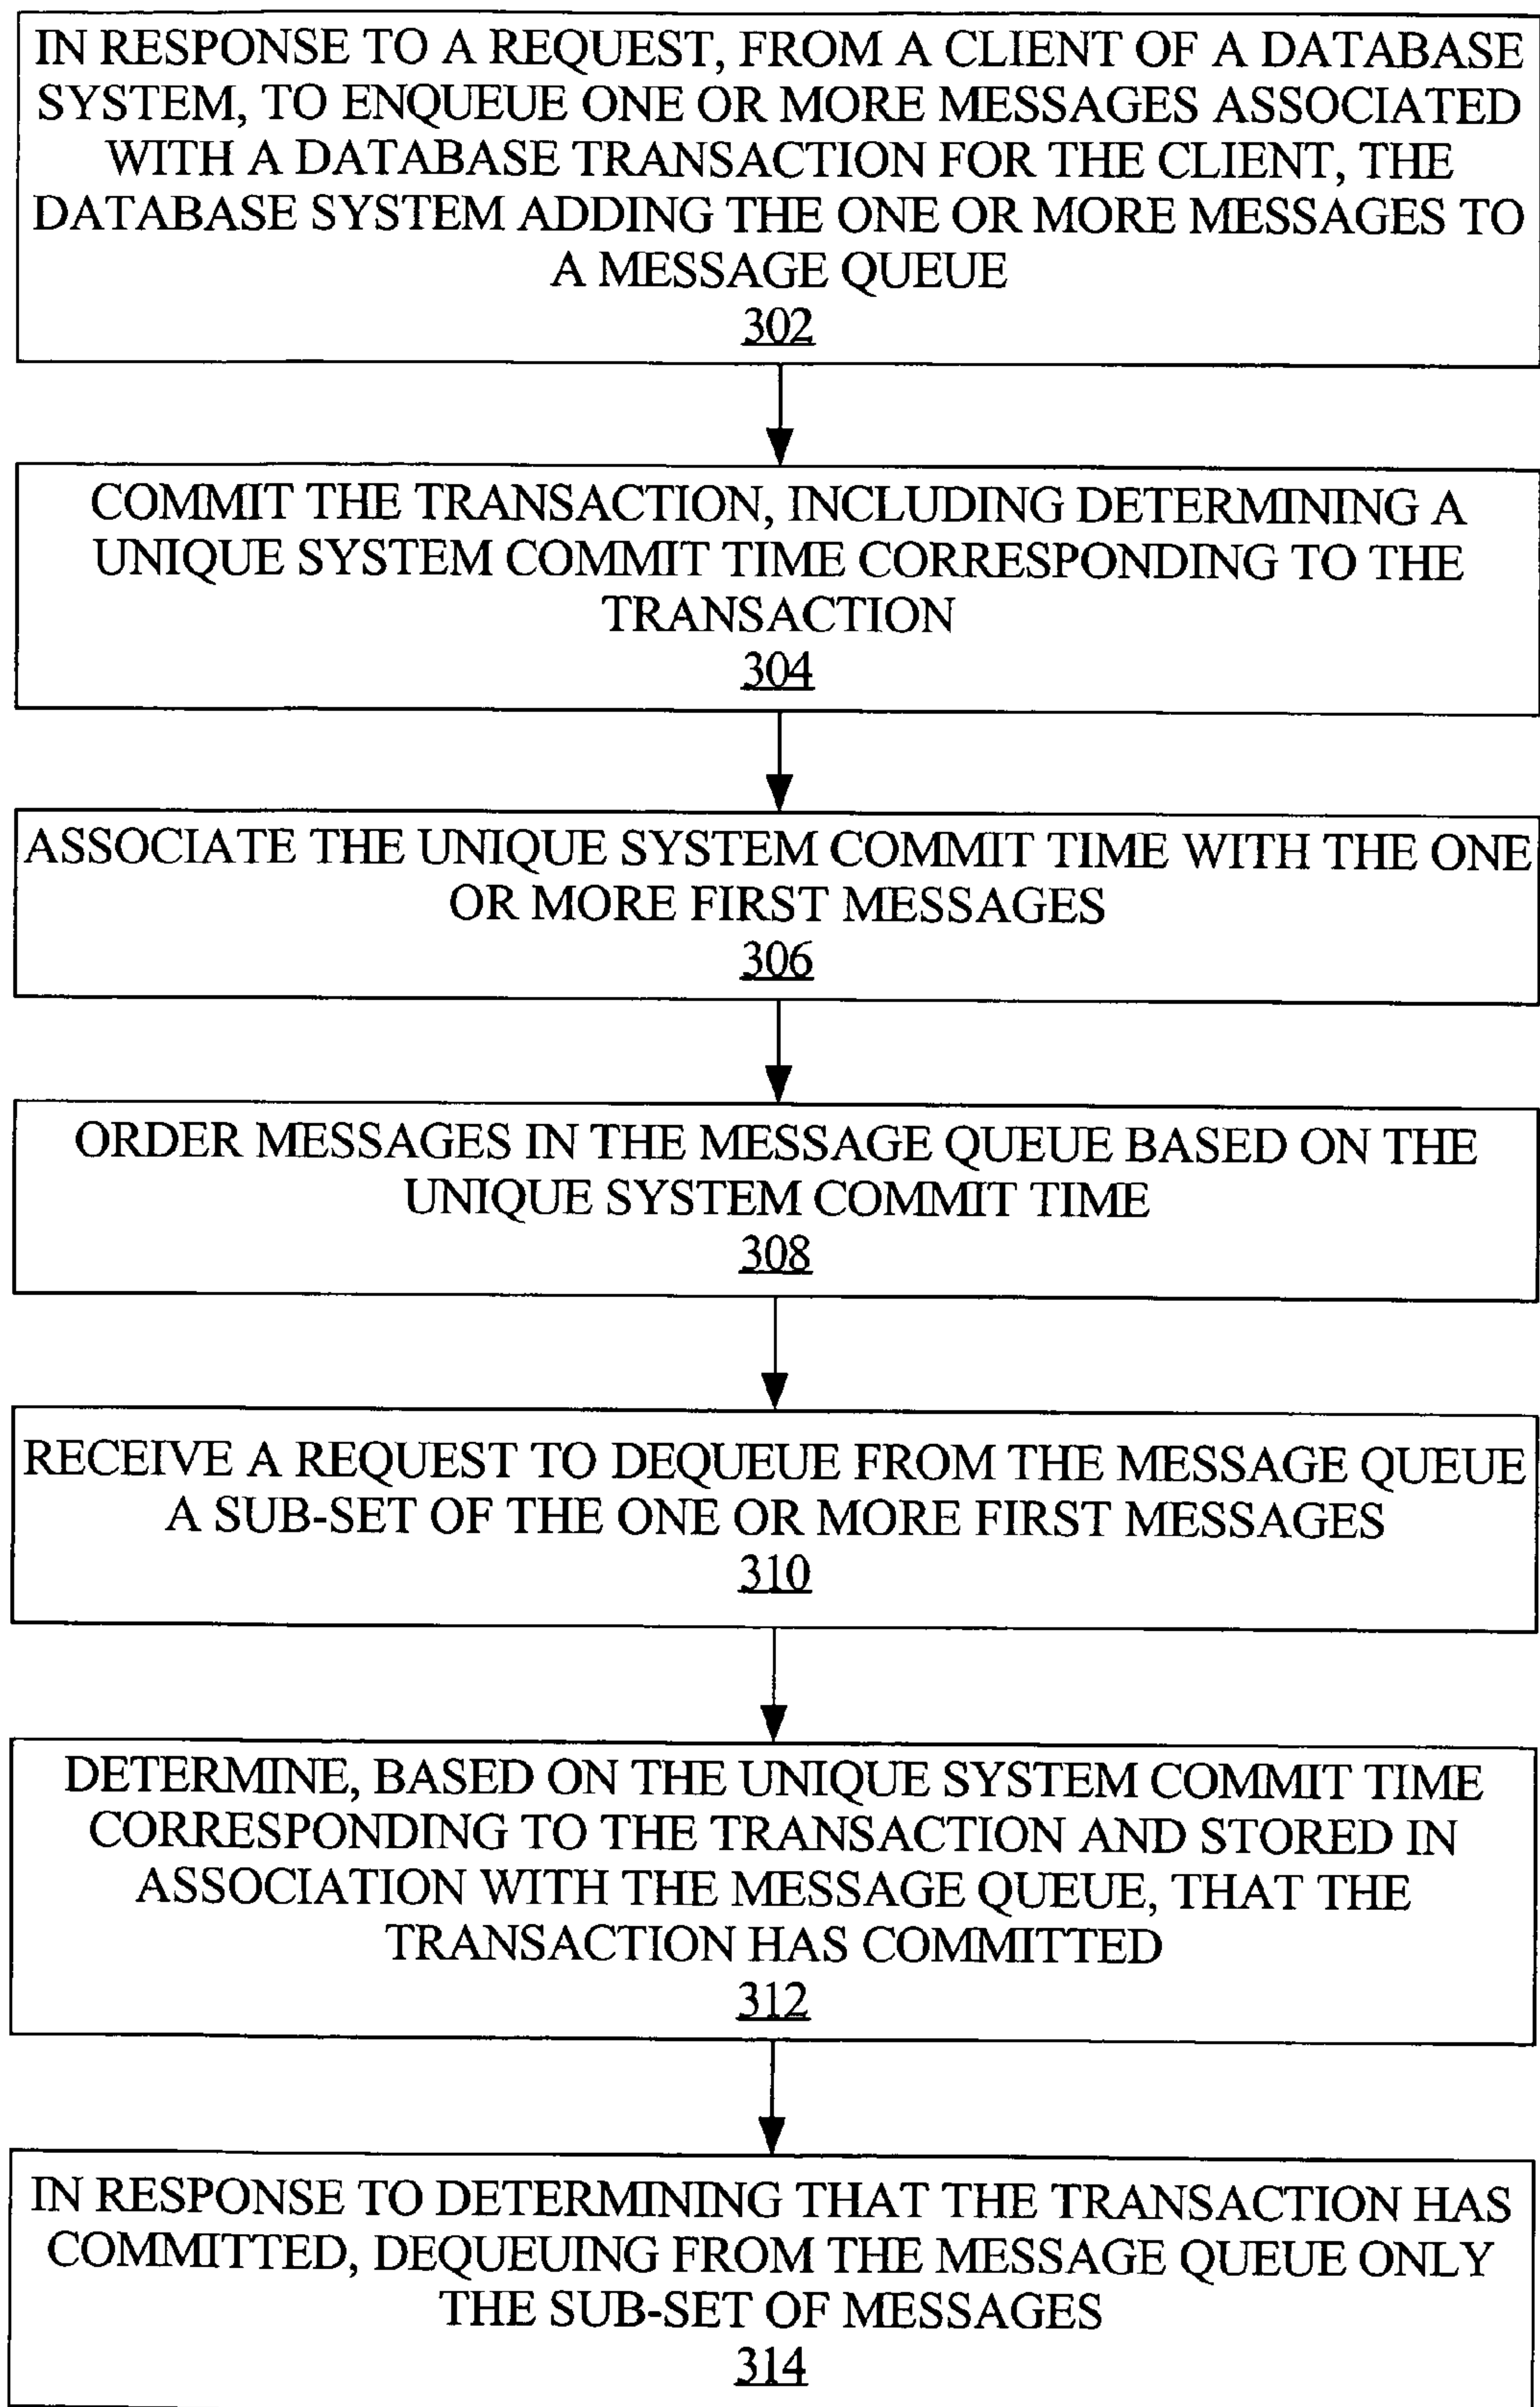 IN RESPONSE TO A REQUEST, FROM A CLIENT OF A DATABASE
SYSTEM, TO ENQUEUE ONE OR MORE MESSAGES ASSOCIATED
WITH A DATABASE TRANSACTION FOR THE CLIENT, THE
DATABASE SYSTEM ADDING THE ONE OR MORE MESSAGES TO
A MESSAGE QUEUE
302
COMMIT THE TRANSACTION, INCLUDING DETERMINING A
UNIQUE SYSTEM COMMIT TIME CORRESPONDING TO THE
TRANSACTION
304
ASSOCIATE THE UNIQUE SYSTEM COMMIT TIME WITH THE ONE
OR MORE FIRST MESSAGES
306
ORDER MESSAGES IN THE MESSAGE QUEUE BASED ON THE
UNIQUE SYSTEM COMMIT TIME
308
RECEIVE A REQUEST TO DEQUEUE FROM THE MESSAGE QUEUE
A SUB-SET OF THE ONE OR MORE FIRST MESSAGES
310
DETERMINE, BASED ON THE UNIQUE SYSTEM COMMIT TIME
CORRESPONDING TO THE TRANSACTION AND STORED IN
ASSOCIATION WITH THE MESSAGE QUEUE, THAT THE
TRANSACTION HAS COMMITTED
312
IN RESPONSE TO DETERMINING THAT THE TRANSACTION HAS
COMMITTED, DEQUEUING FROM THE MESSAGE QUEUE ONLY
THE SUB-SET OF MESSAGES
314